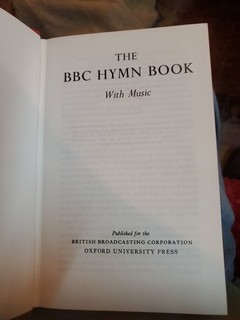 THE
BBC HYMN BOOK
With Music
Published for the
BRITISH BROADCASTING CORPORATION
OXFORD UNIVERSITY PRESS